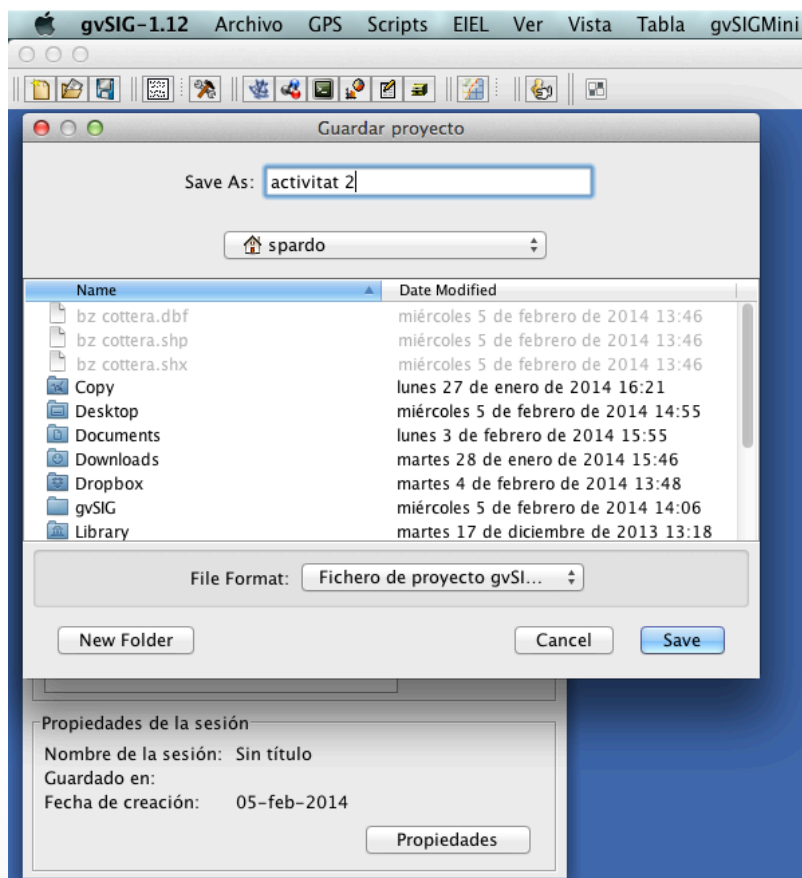 gvSIG-1.12 Archivo GPS Scripts EIEL Ver Vista Tabla gvSIGMini
Guardar proyecto
Save As: activitat 2
spardo
Name Date Modified
bz cottera.dbf miércoles 5 de febrero de 2014 13:46
bz cottera.shp miércoles 5 de febrero de 2014 13:46
bz cottera.shx miércoles 5 de febrero de 2014 13:46
Copy lunes 27 de enero de 2014 16:21
Desktop miércoles 5 de febrero de 2014 14:55
Documents lunes 3 de febrero de 2014 15:55
Downloads martes 28 de enero de 2014 15:46
Dropbox martes 4 de febrero de 2014 13:48
gvSIG miércoles 5 de febrero de 2014 14:06
Library martes 17 de diciembre de 2013 13:18
File Format: Fichero de proyecto gvSI...
New Folder Cancel Save
Propiedades de la sesión
Nombre de la sesión: Sin título
Guardado en:
Fecha de creación: 05-feb-2014
Propiedades